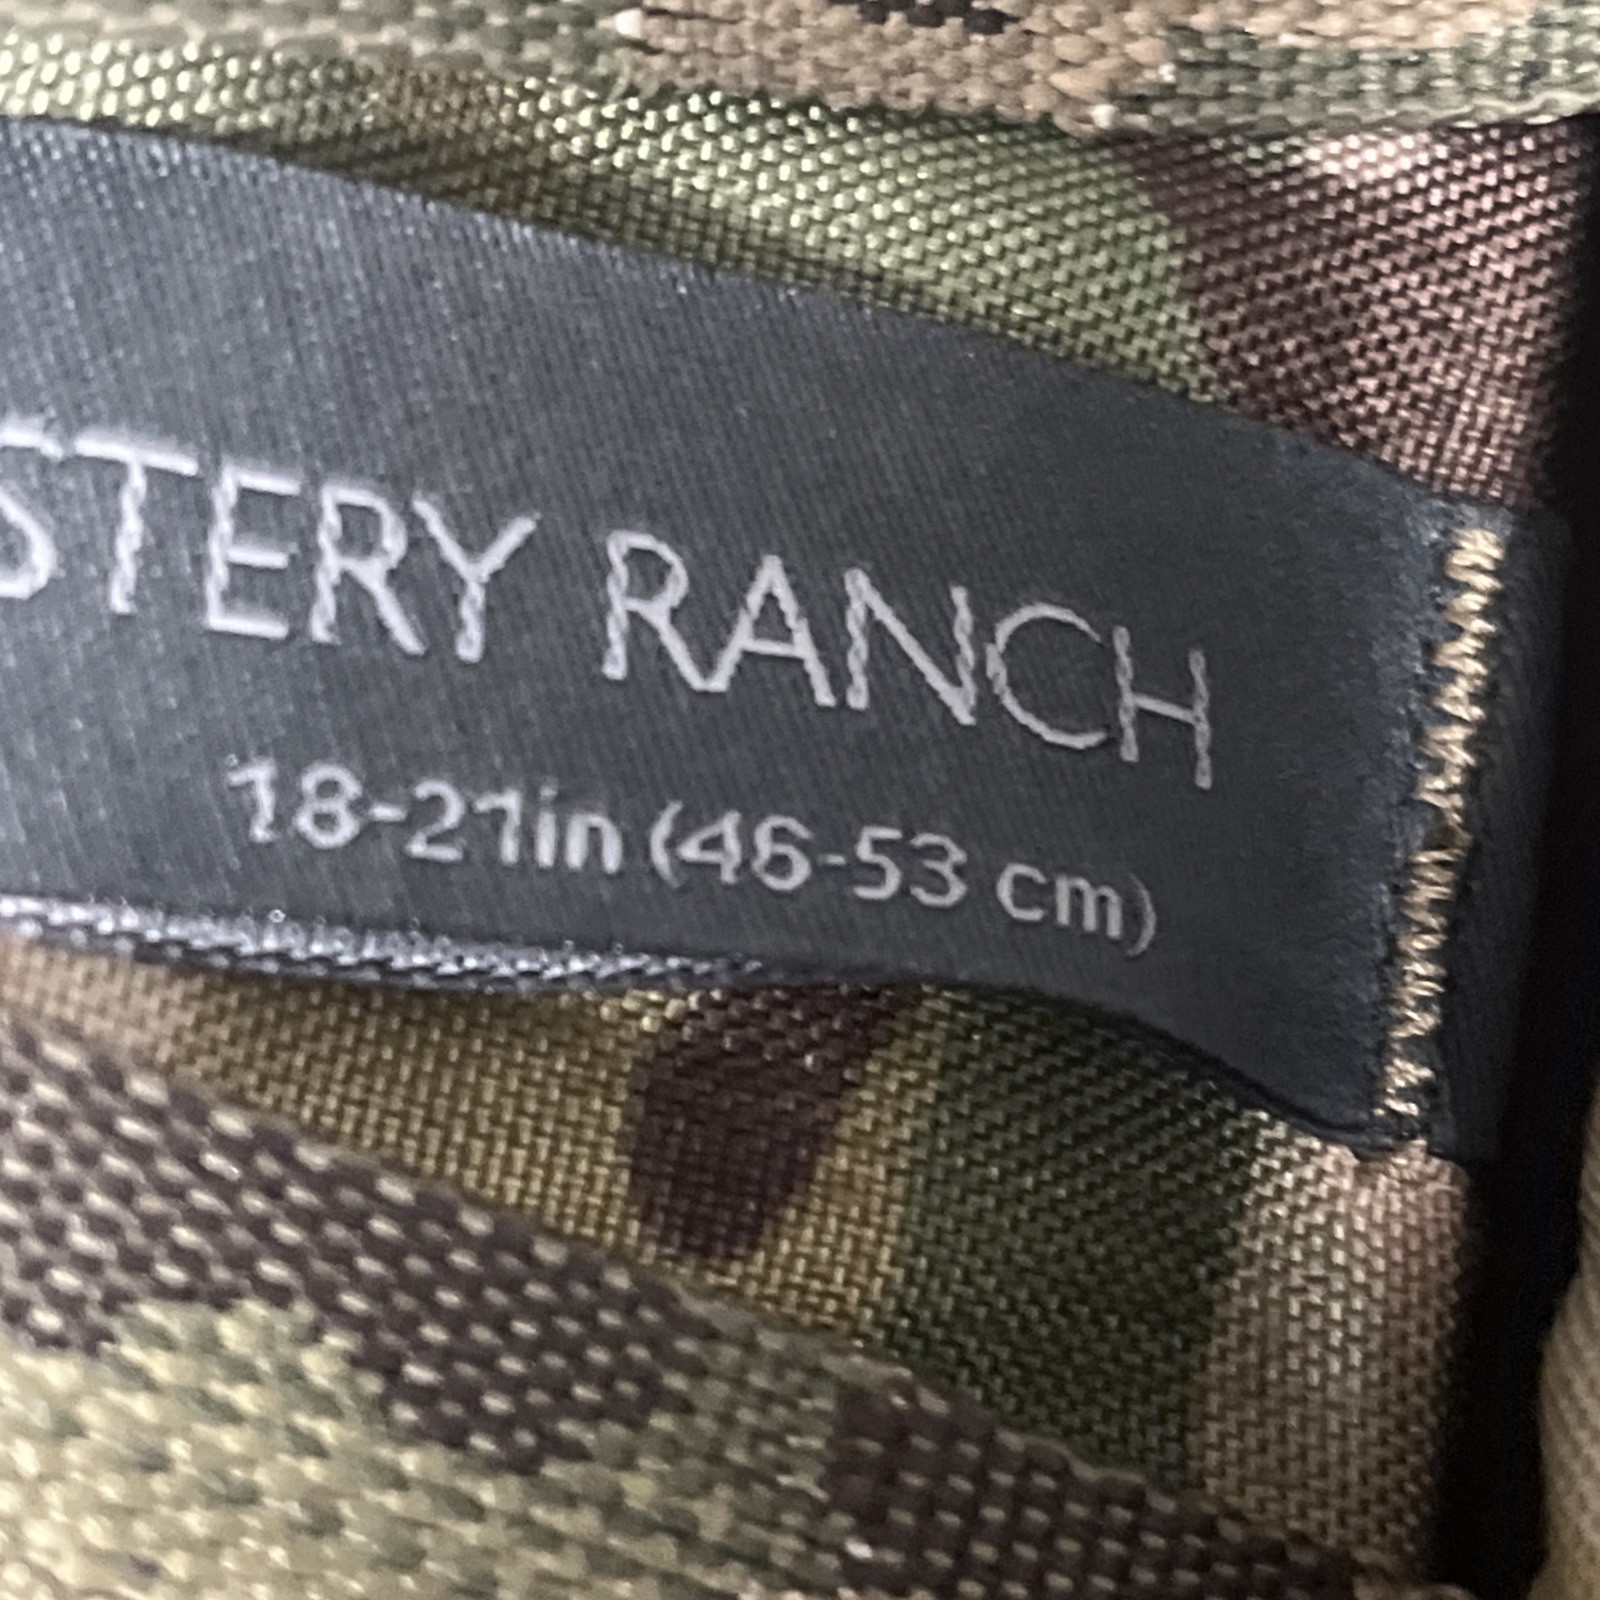 STERY RANCH
18-21in (46-53 cm)